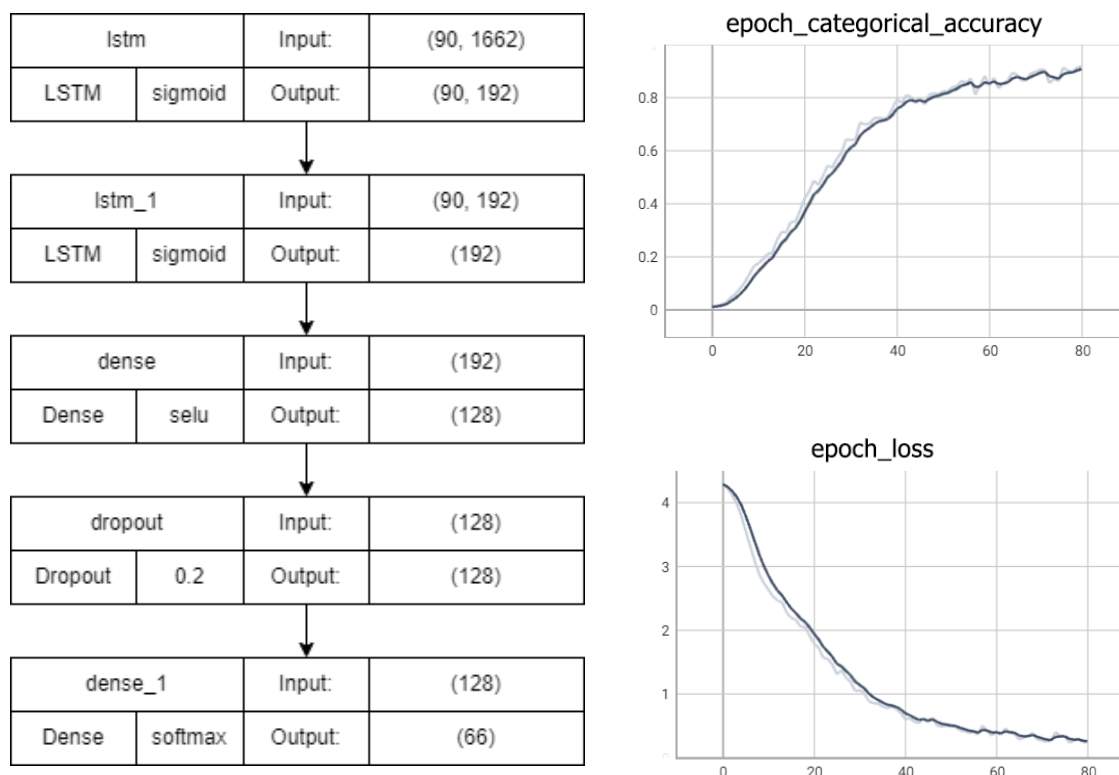 lstm Input: (90, 1662)
LSTM sigmoid Output: (90, 192)
lstm_1 Input: (90, 192)
LSTM sigmoid Output: (192)
dense Input: (192)
Dense selu Output: (128)
dropout Input: (128)
Dropout 0.2 Output: (128)
dense_1 Input: (128)
Dense softmax Output: (66)
epoch_categorical_accuracy
0.8
0.6
0.4
0.2
0
0 20 40 60 80
epoch_loss
4
3
2
1
0 20 40 60 80